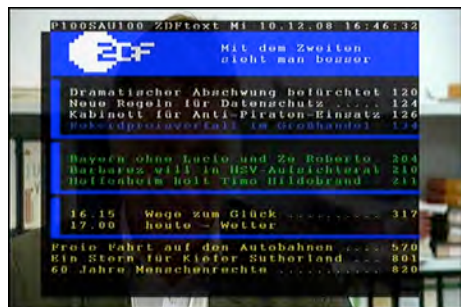 P100SAU100 ZDFtext Mi 10.12.08 16:46:32
ZDF
Mit dem Zweiten
sieht man besser
Dramatischer Abschwung befürchtet 120
Neue Regeln für Datenschutz ..... 124
Kabinett für Anti-Piraten-Einsatz 126
im Großhandel 134
Bayern ohne Lucio und Ze Roberto. 204
Barbarez will in HSV-Aufsichtsrat 210
Hoffenheim holt Timo Hildebrand 211
16.15 Wege zum Glück .......... 317
17.00 heute - Wetter
Freie Fahrt auf den Autobahnen .... 570
Ein Stern für Kiefer Sutherland .... 801
60 Jahre Menschenrechte ........... 820